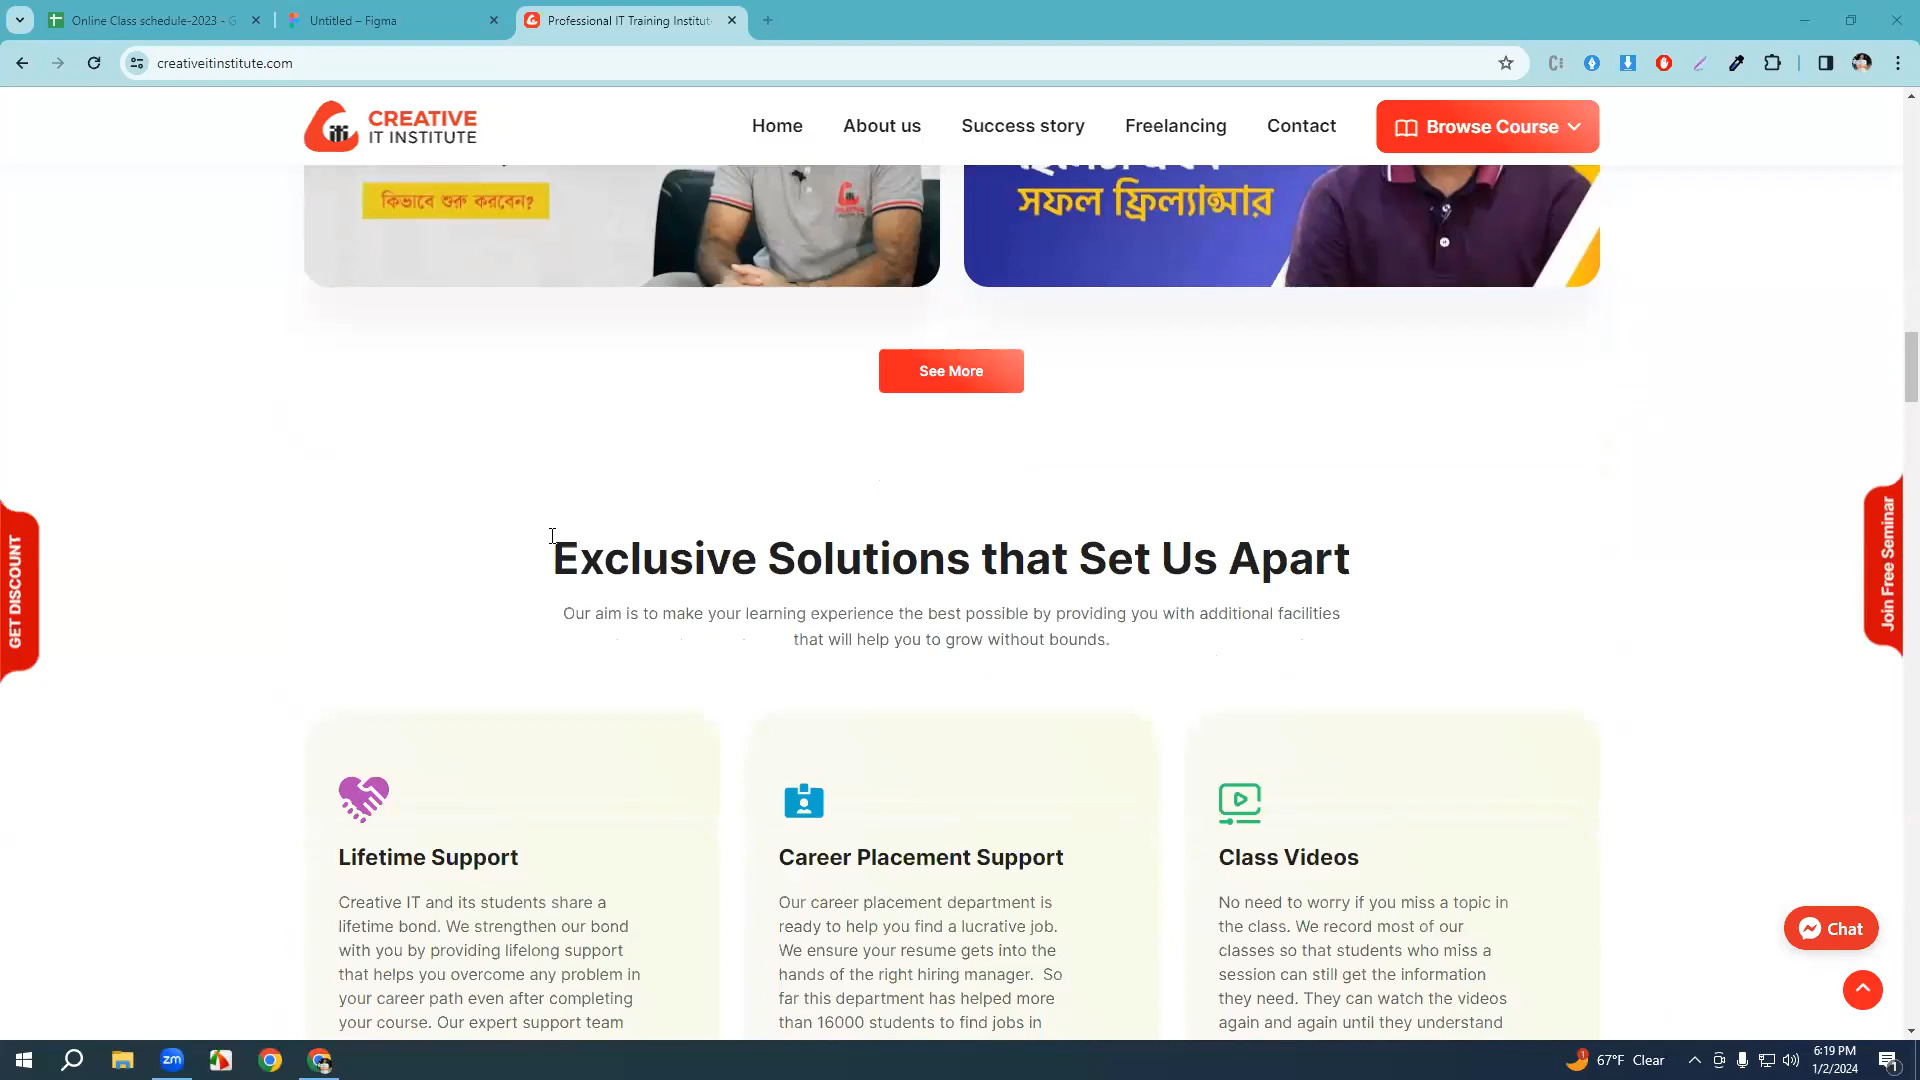 Online Class schedule-2023 - G
Untitled – Figma
Professional IT Training Institut
creativeitinstitute.com
CREATIVE
IT INSTITUTE
Home
About us
Success story
Freelancing
Contact
Browse Course
কিভাবে শুরু করবেন?
সফল ফ্রিল্যান্সার
See More
GET DISCOUNT
Join Free Seminar
Exclusive Solutions that Set Us Apart
Our aim is to make your learning experience the best possible by providing you with additional facilities
that will help you to grow without bounds.
Lifetime Support
Creative IT and its students share a
lifetime bond. We strengthen our bond
with you by providing lifelong support
that helps you overcome any problem in
your career path even after completing
your course. Our expert support team
Career Placement Support
Our career placement department is
ready to help you find a lucrative job.
We ensure your resume gets into the
hands of the right hiring manager. So
far this department has helped more
than 16000 students to find jobs in
Class Videos
No need to worry if you miss a topic in
the class. We record most of our
classes so that students who miss a
session can still get the information
they need. They can watch the videos
again and again until they understand
Chat
zm
1
67°F Clear
6:19 PM
1/2/2024
1